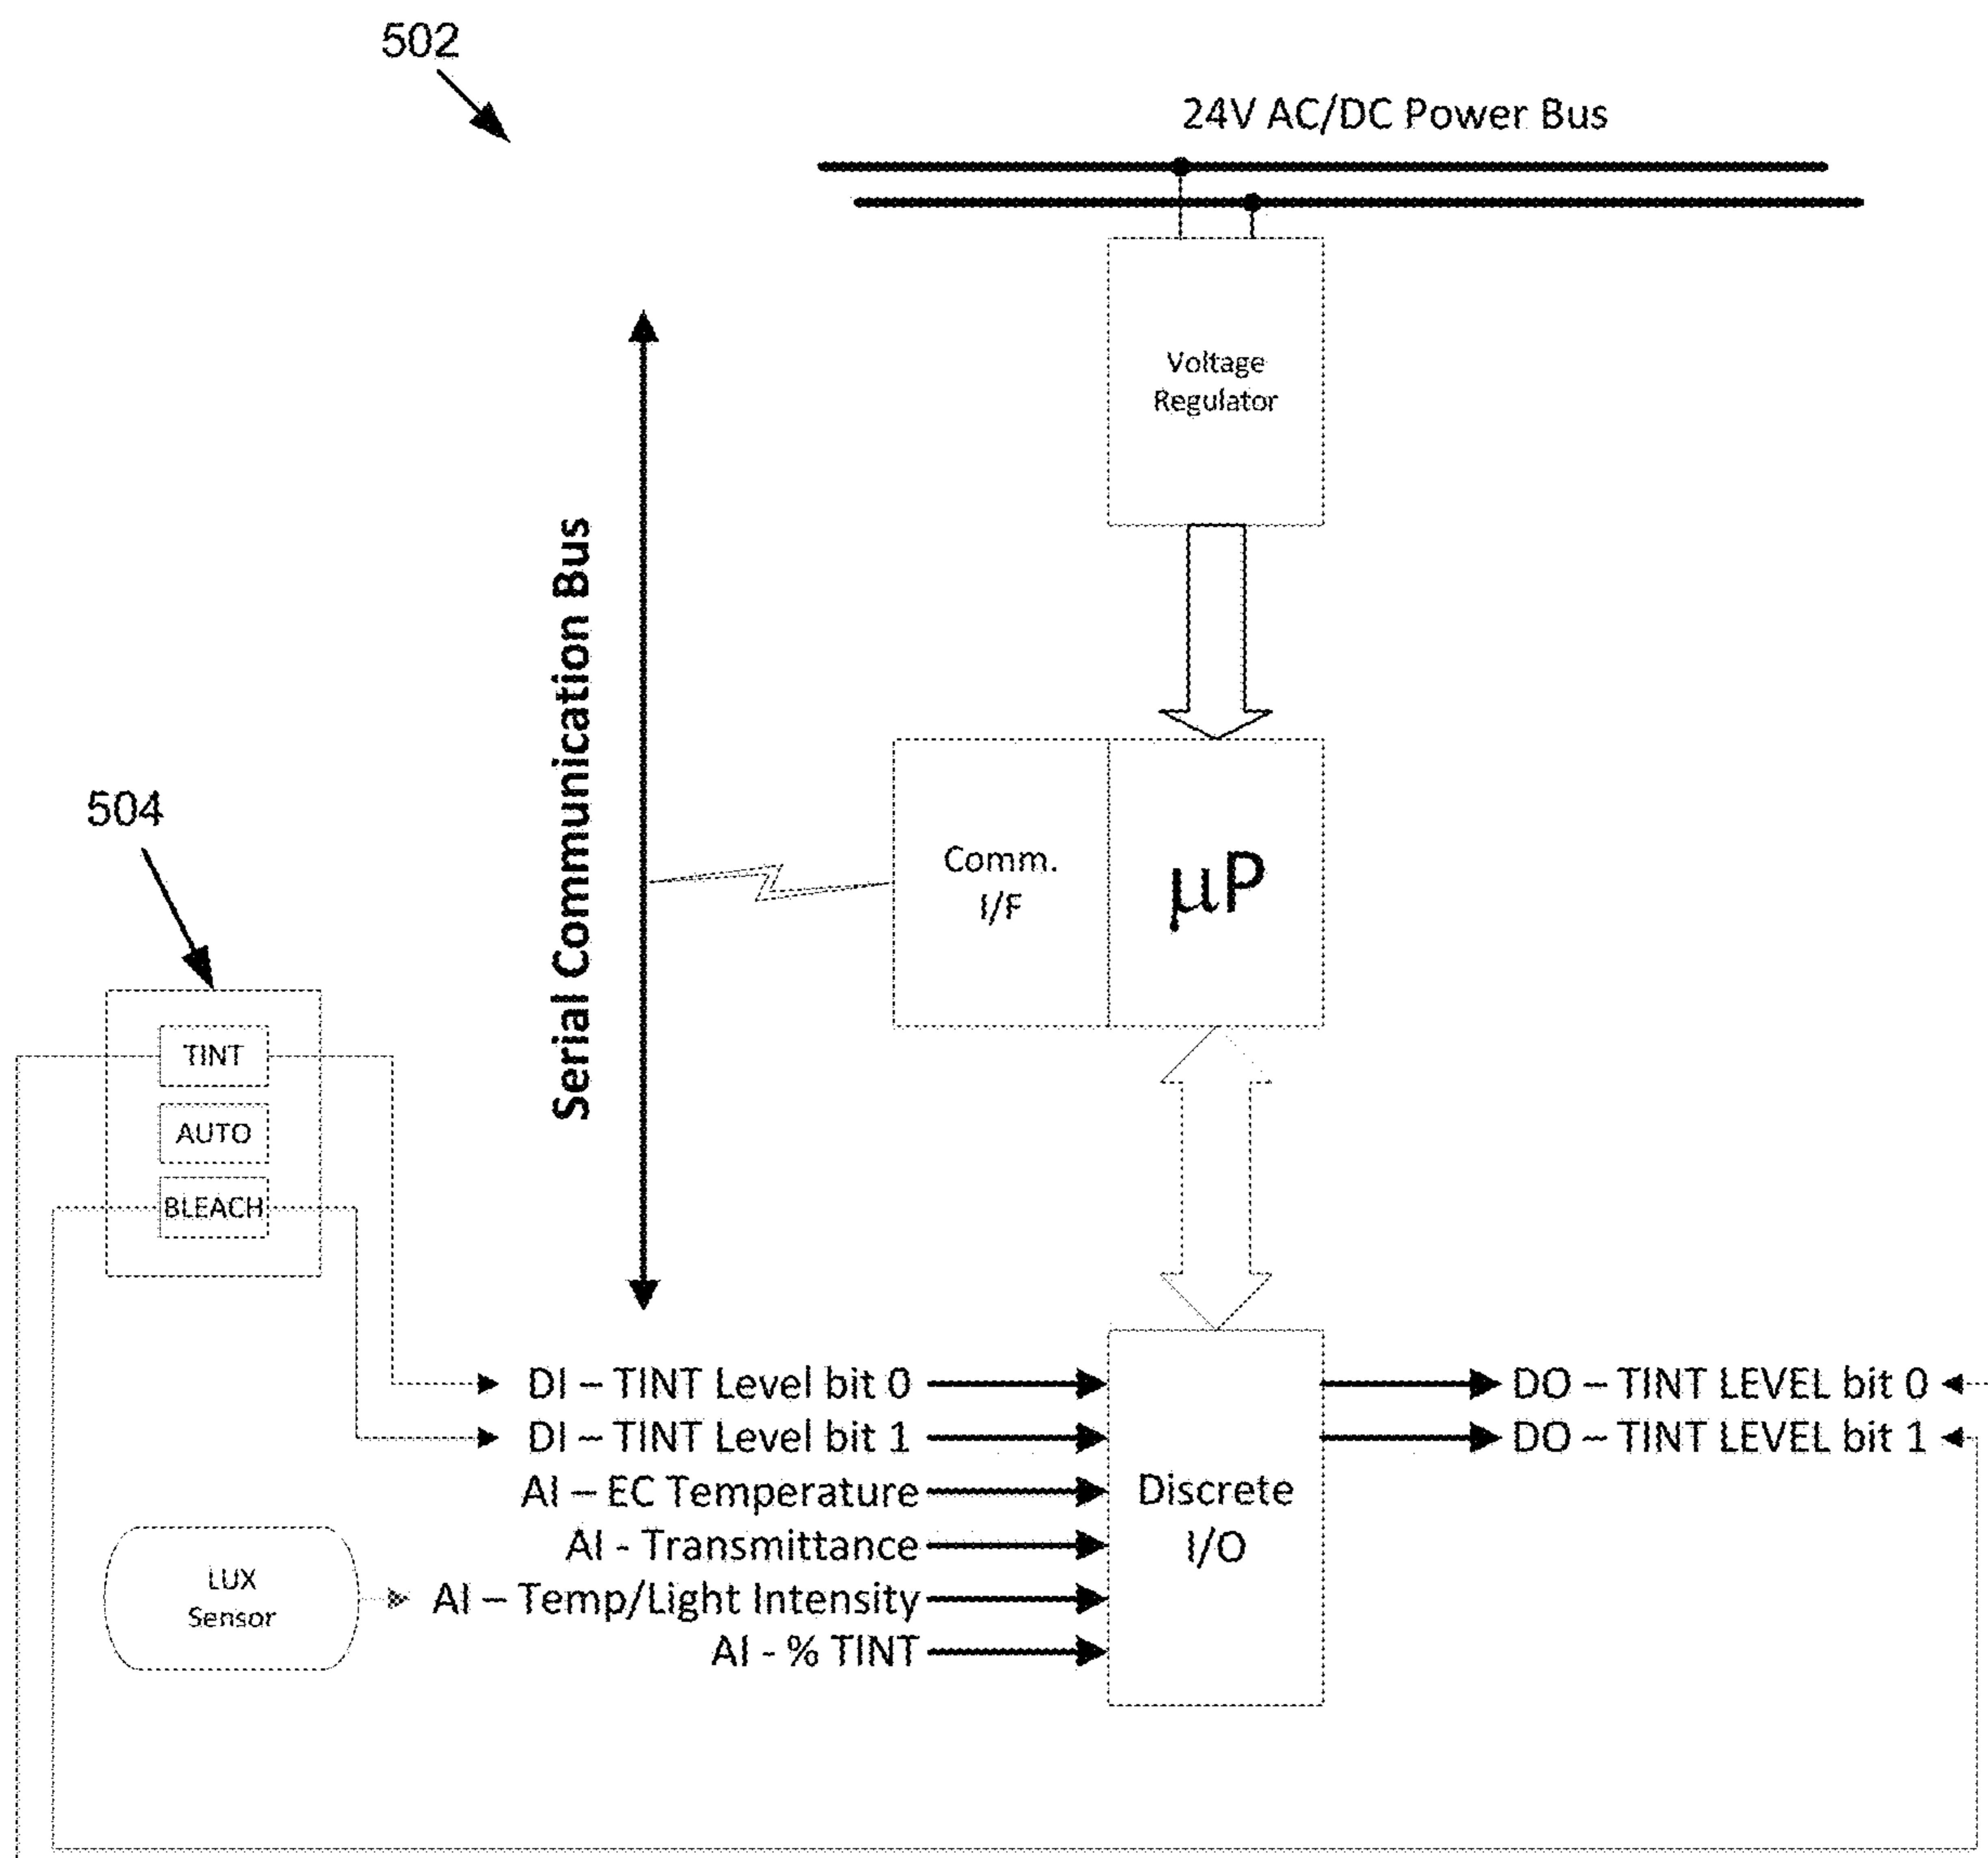 502
24V AC/DC Power Bus
Voltage
Regulator
Serial Communication Bus
504
Comm.
I/F
µP
TINT
AUTO
BLEACH
DI – TINT Level bit 0
DI – TINT Level bit 1
AI – EC Temperature
AI - Transmittance
AI – Temp/Light Intensity
AI - % TINT
Discrete
I/O
DO – TINT LEVEL bit 0
DO – TINT LEVEL bit 1
LUX
Sensor